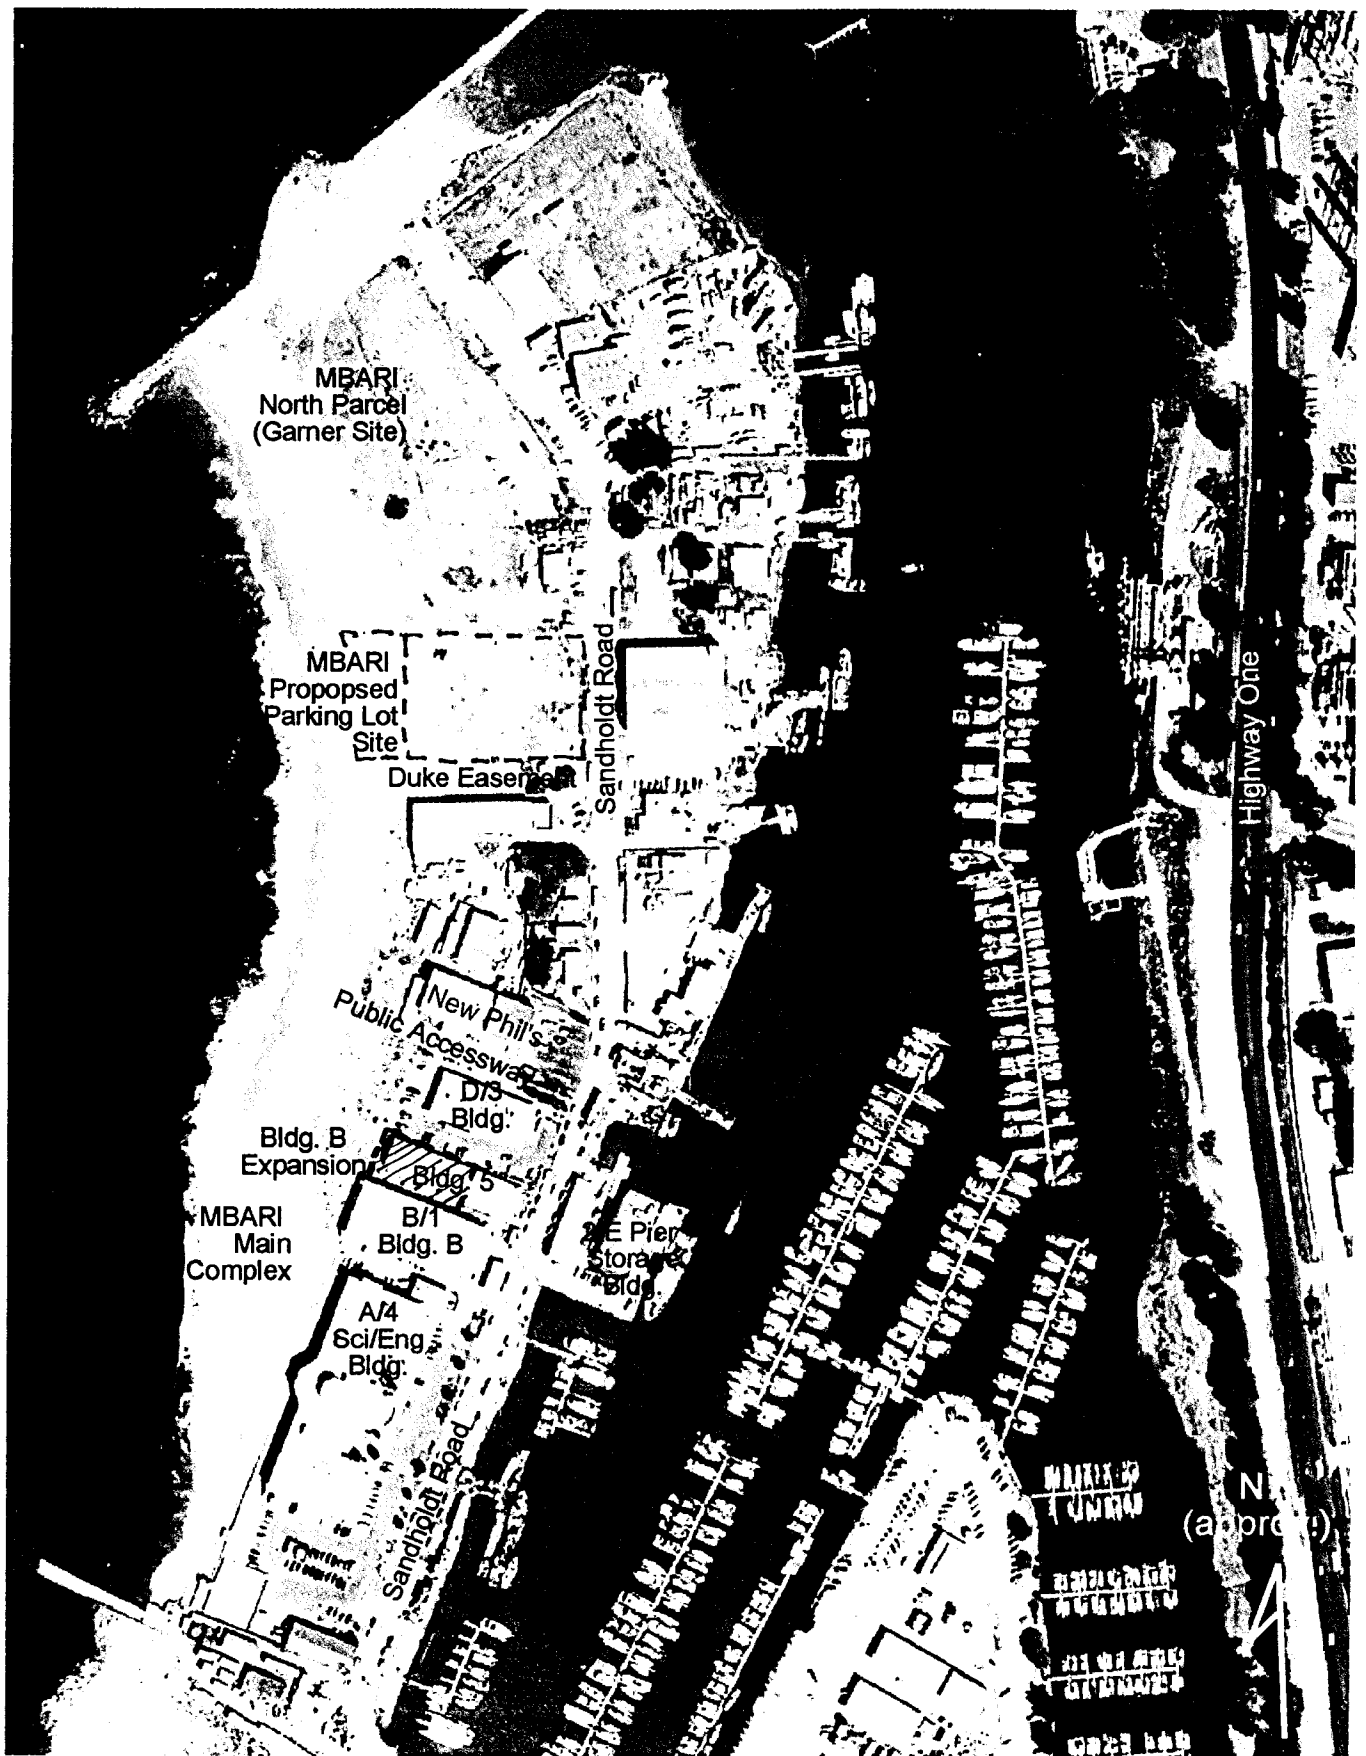 MBARI
North Parcel
(Garner Site)
MBARI
Propopsed
Parking Lot
Site
Duke Easement
Sandholdt Road
Highway One
New Phil's
Public Accessway
D/3
Bldg.
Bldg. B
Expansion
Bldg. 5
MBARI
Main
Complex
B/1
Bldg. B
E Pier
Storage
Bldg.
A/4
Sci/Eng
Bldg.
Sandholdt Road
N
(approx.)